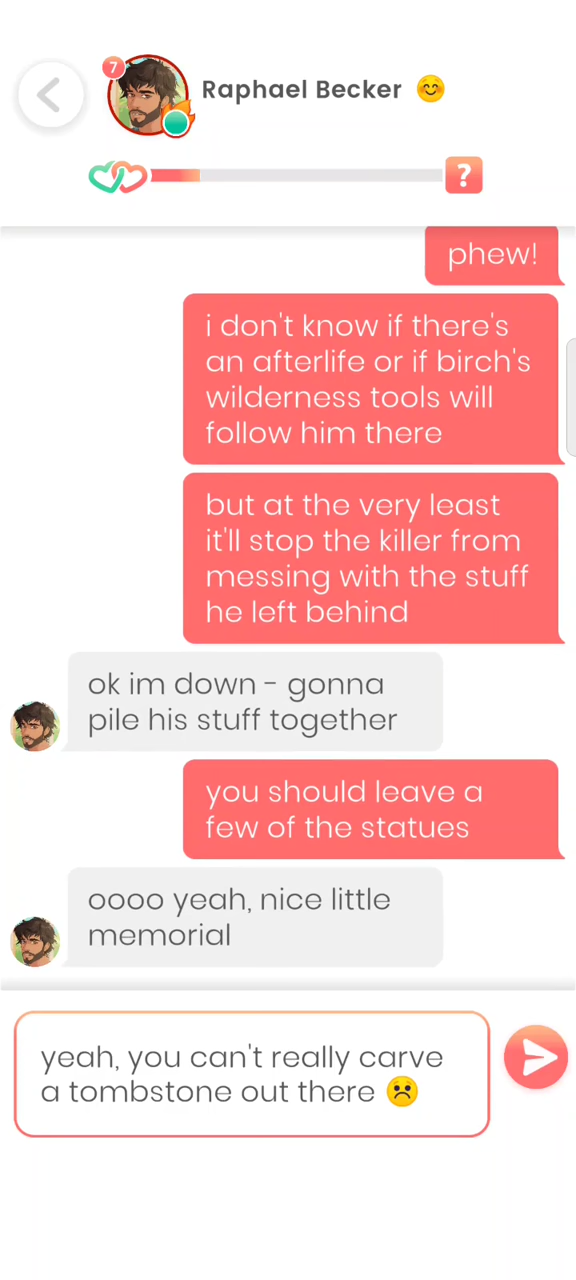 7
Raphael Becker 😊
?
phew!
i don't know if there's
an afterlife or if birch's
wilderness tools will
follow him there
but at the very least
it'll stop the killer from
messing with the stuff
he left behind
ok im down - gonna
pile his stuff together
you should leave a
few of the statues
oooo yeah, nice little
memorial
yeah, you can't really carve
a tombstone out there ☹️